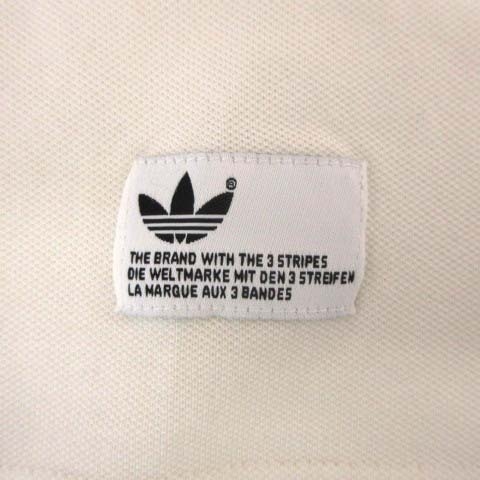 ®
THE BRAND WITH THE 3 STRIPES
DIE WELTMARKE MIT DEN 3 STREIFEN
LA MARQUE AUX 3 BANDES